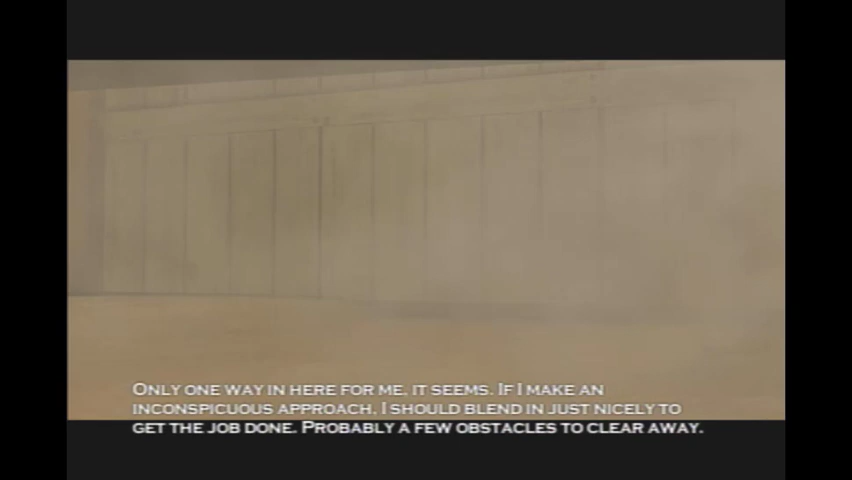 Only one way in here for me, it seems. If I make an
inconspicuous approach, I should blend in just nicely to
get the job done. Probably a few obstacles to clear away.